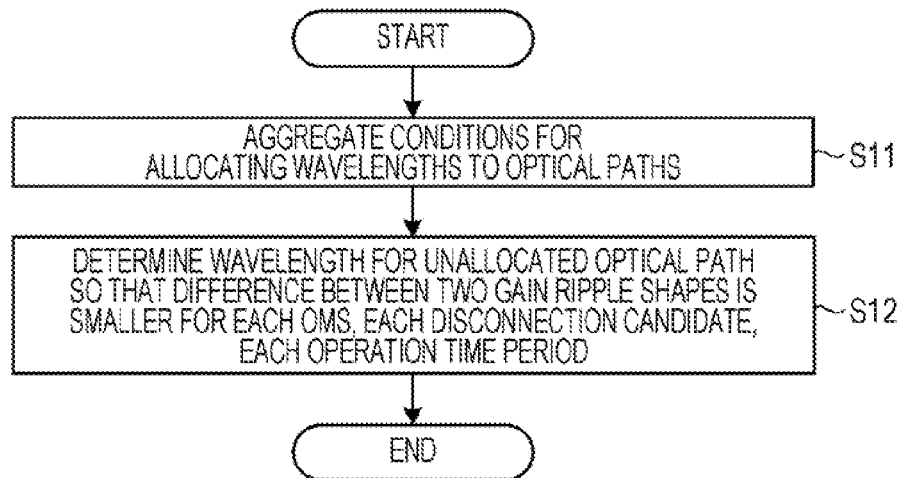 START
AGGREGATE CONDITIONS FOR
ALLOCATING WAVELENGTHS TO OPTICAL PATHS
S11
DETERMINE WAVELENGTH FOR UNALLOCATED OPTICAL PATH
SO THAT DIFFERENCE BETWEEN TWO GAIN RIPPLE SHAPES IS
SMALLER FOR EACH OMS, EACH DISCONNECTION CANDIDATE,
EACH OPERATION TIME PERIOD
S12
END